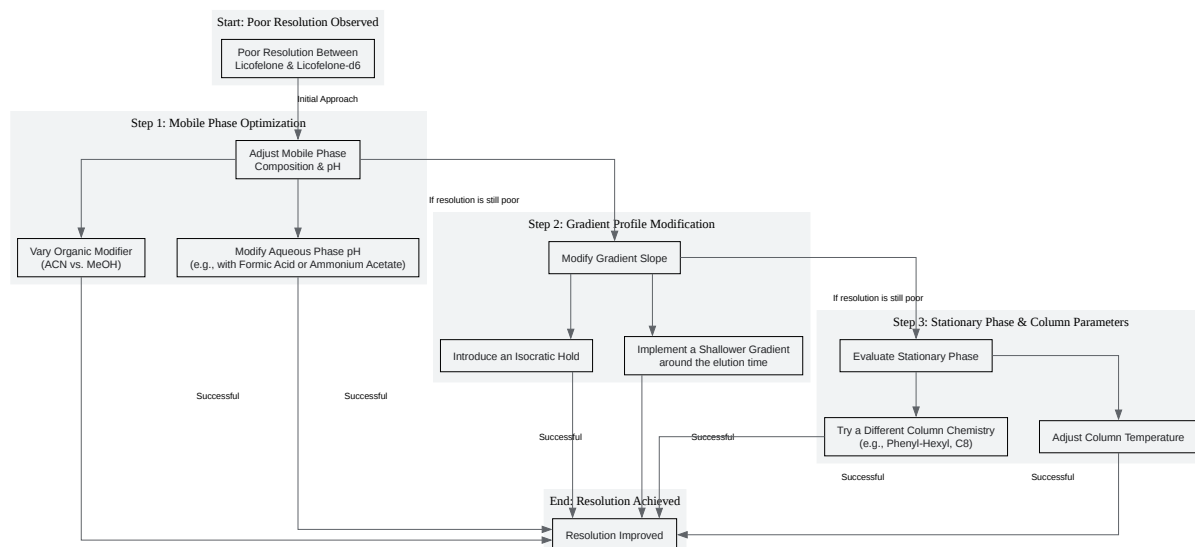 Start: Poor Resolution Observed
Poor Resolution Between
Licofelone & Licofelone-d6
Initial Approach
Step 1: Mobile Phase Optimization
Adjust Mobile Phase
Composition & pH
If resolution is still poor
Vary Organic Modifier
(ACN vs. MeOH)
Modify Aqueous Phase pH
(e.g., with Formic Acid or Ammonium Acetate)
Step 2: Gradient Profile Modification
Modify Gradient Slope
If resolution is still poor
Introduce an Isocratic Hold
Implement a Shallower Gradient
around the elution time
Step 3: Stationary Phase & Column Parameters
Evaluate Stationary Phase
Try a Different Column Chemistry
(e.g., Phenyl-Hexyl, C8)
Adjust Column Temperature
Successful
Successful
Successful
Successful
Successful
Successful
End: Resolution Achieved
Resolution Improved